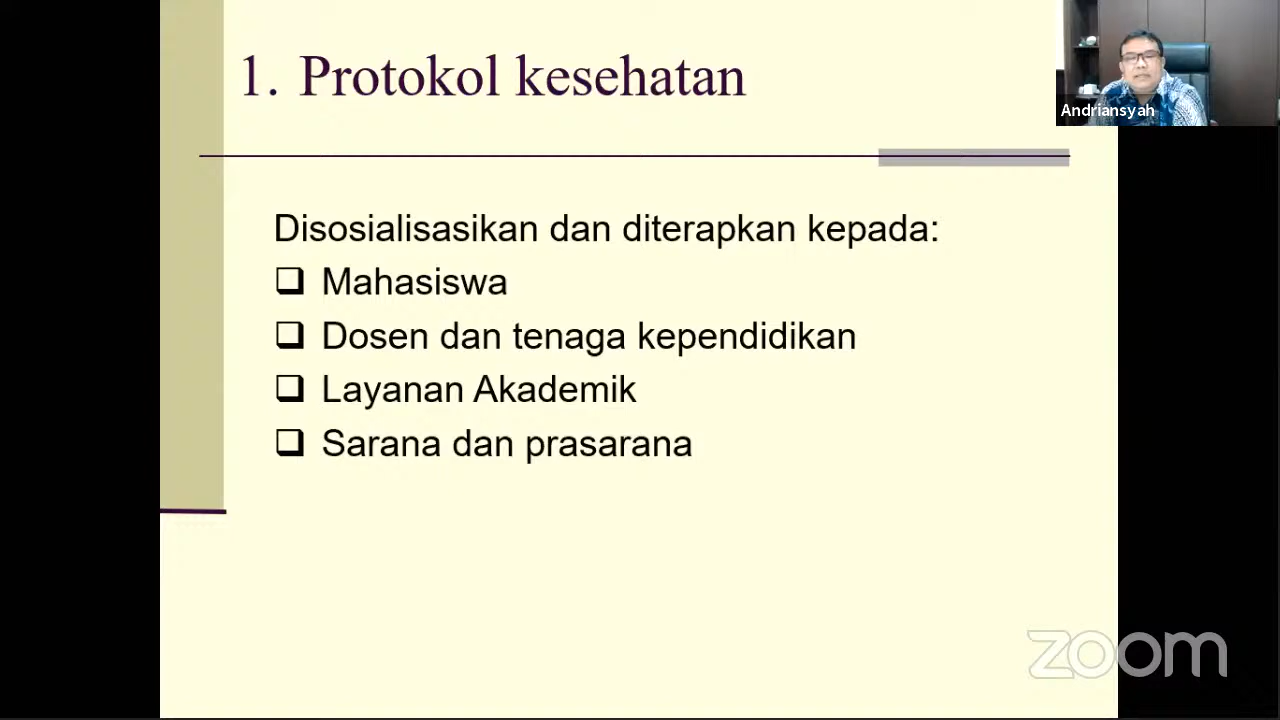 1. Protokol kesehatan
Andriansyah
Disosialisasikan dan diterapkan kepada:
Mahasiswa
Dosen dan tenaga kependidikan
Layanan Akademik
Sarana dan prasarana
zoom